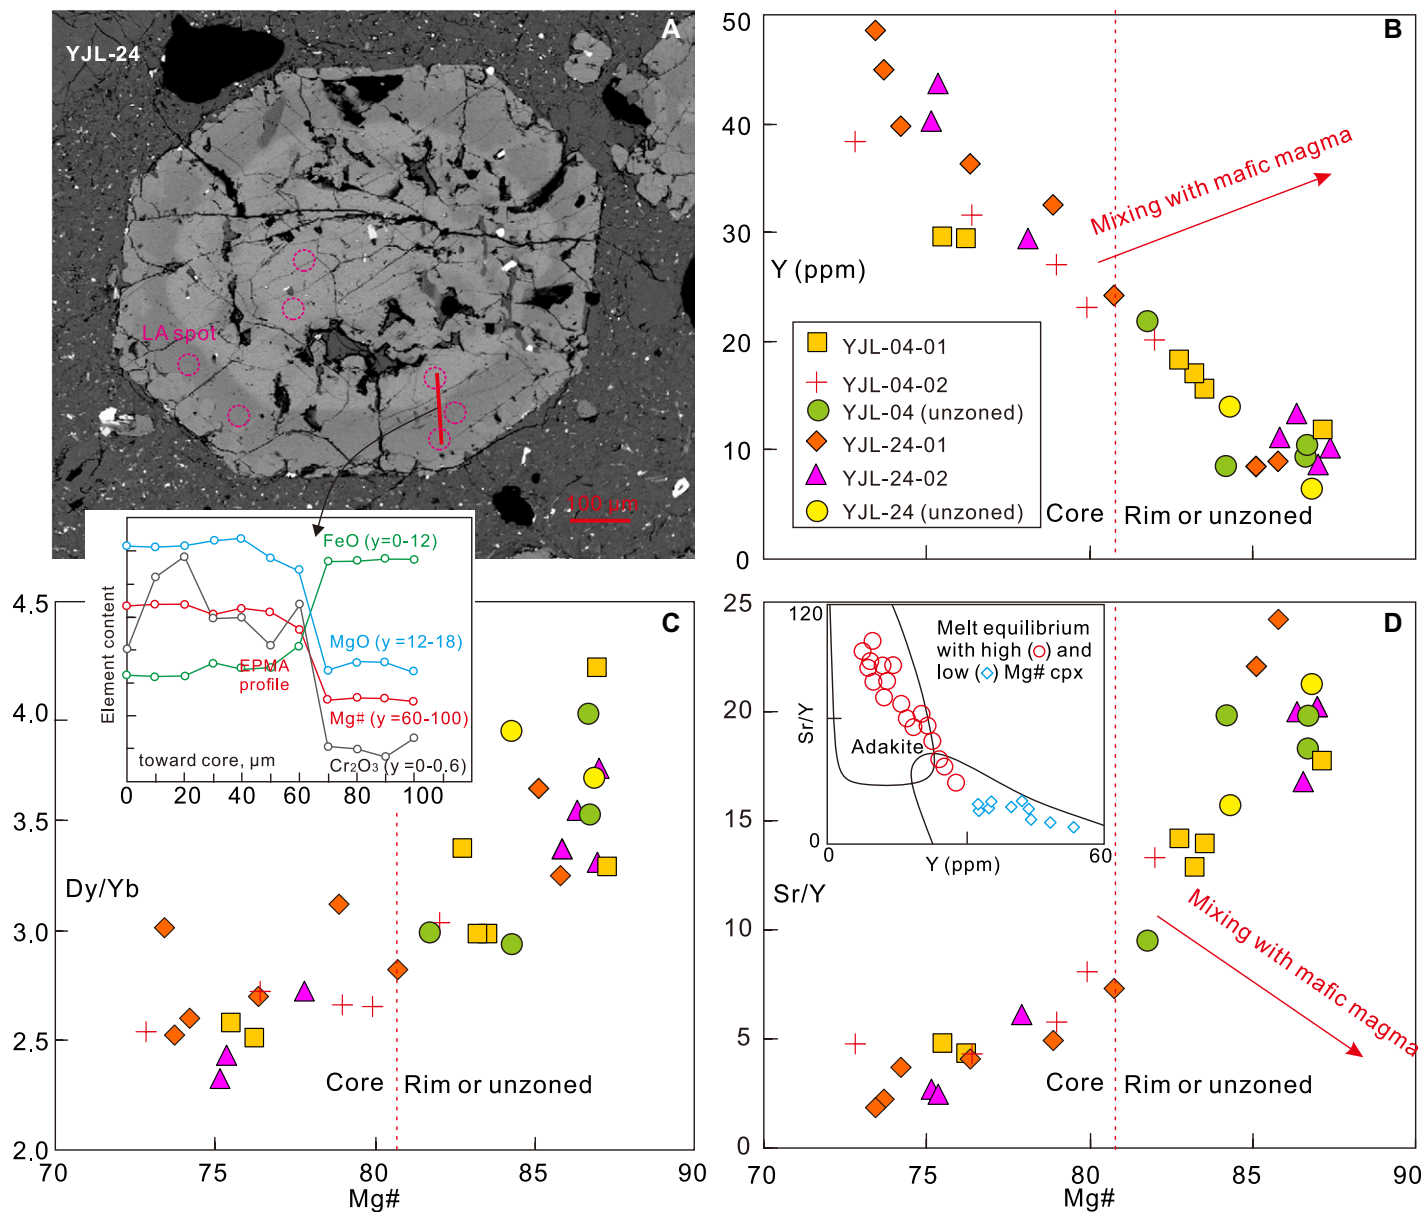 YJL-24
A
LA spot
100 µm
FeO (y=0-12)
MgO (y =12-18)
EPMA
profile
Mg# (y=60-100)
Cr₂O₃ (y=0-0.6)
Element content
toward core, µm
0 20 40 60 80 100
B
50
40
30
20
10
0
Y (ppm)
Mixing with mafic magma
YJL-04-01
YJL-04-02
YJL-04 (unzoned)
YJL-24-01
YJL-24-02
YJL-24 (unzoned)
Core
Rim or unzoned
75 80 85 90
C
4.5
4.0
3.5
3.0
2.5
2.0
Dy/Yb
Core
Rim or unzoned
70 75 80 85 90
Mg#
D
25
20
15
10
5
0
Sr/Y
120
0
Sr/Y
Melt equilibrium
with high ( ) and
low ( ) Mg# cpx
Adakite
0 60
Y (ppm)
Mixing with mafic magma
Core
Rim or unzoned
70 75 80 85 90
Mg#